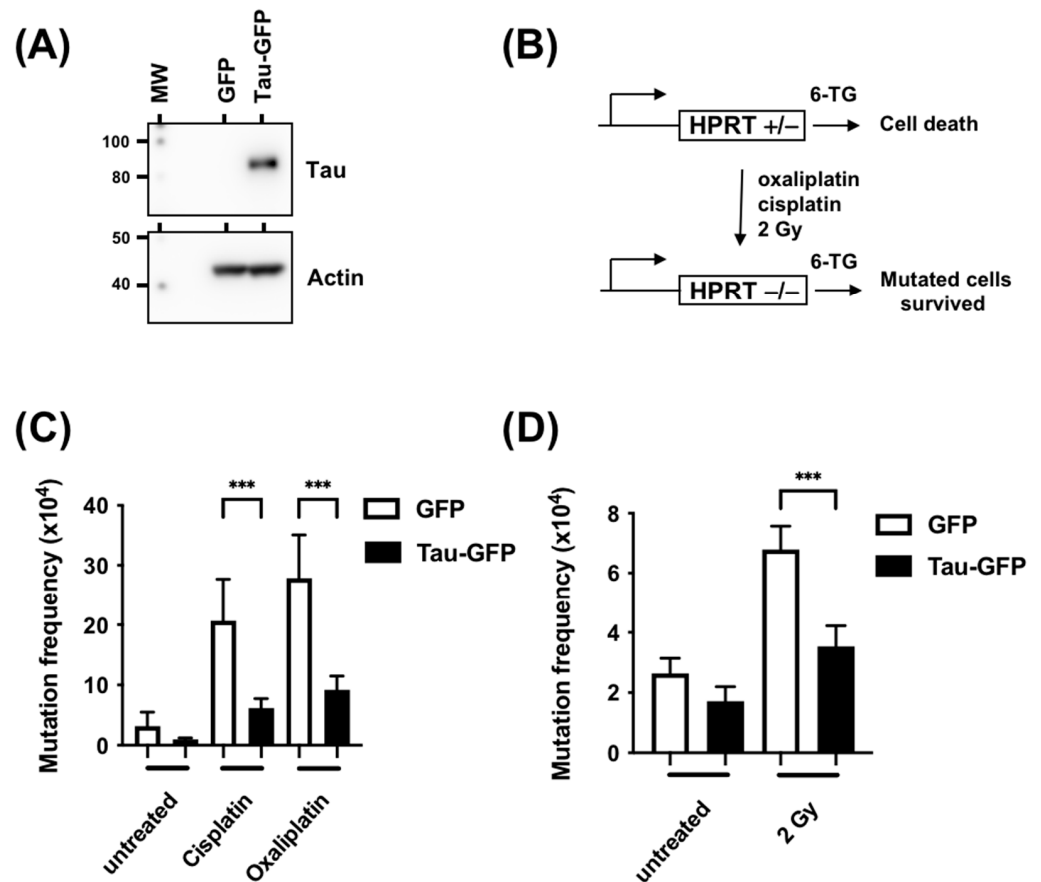 (A)
MW
GFP
Tau-GFP
100
80
Tau
50
40
Actin
(B)
6-TG
HPRT +/–
Cell death
oxaliplatin
cisplatin
2 Gy
6-TG
HPRT –/–
Mutated cells
survived
(C)
Mutation frequency (x10⁴)
40
30
20
10
0
***
***
GFP
Tau-GFP
untreated
Cisplatin
Oxaliplatin
(D)
Mutation frequency (x10⁴)
8
6
4
2
0
***
GFP
Tau-GFP
untreated
2 Gy